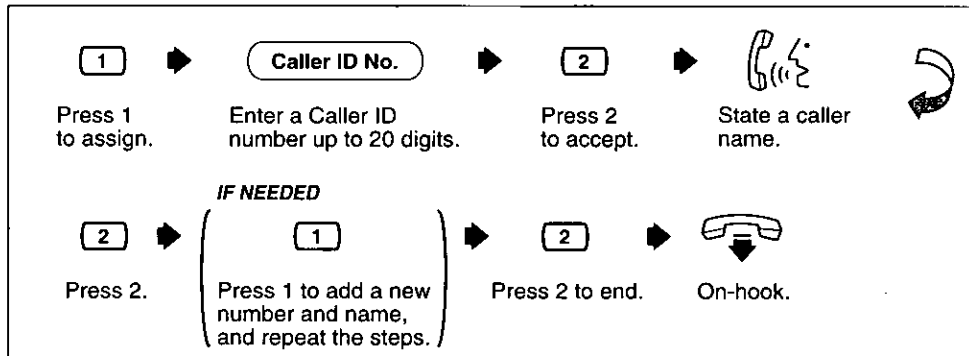 1
Caller ID No.
2
Press 1
to assign.
Enter a Caller ID
number up to 20 digits.
Press 2
to accept.
State a caller
name.
IF NEEDED
2
1
2
Press 2.
Press 1 to add a new
number and name,
and repeat the steps.
Press 2 to end.
On-hook.